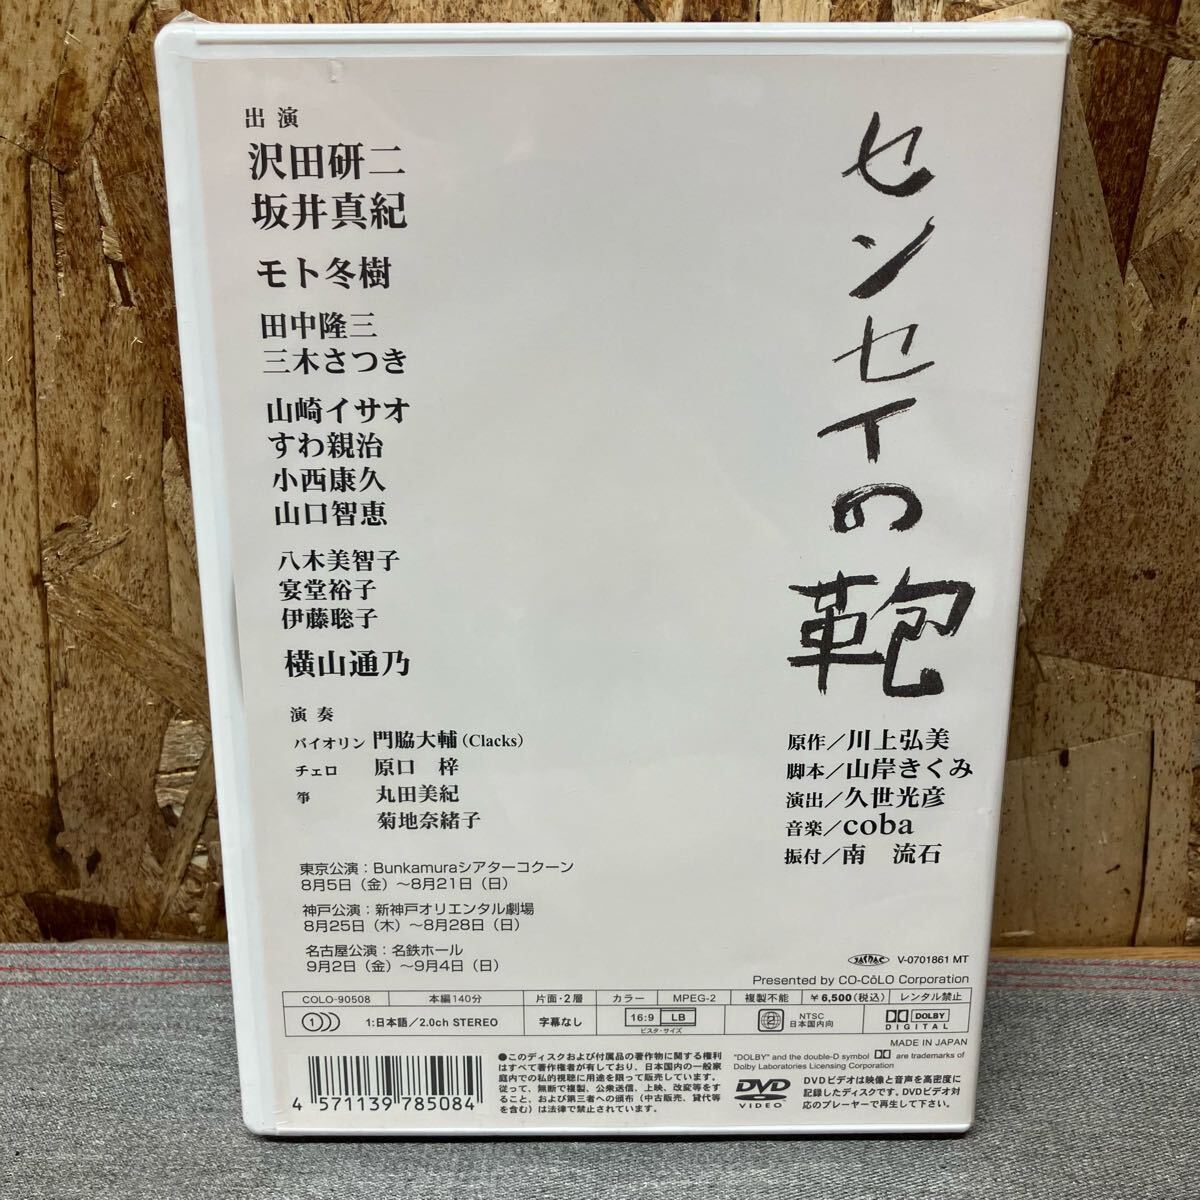 センセイの鞄
原作／川上弘美
脚本／山岸きくみ
演出／久世光彦
音楽／coba
振付／南　流石
出 演
沢田研二
坂井真紀
モト冬樹
田中隆三
三木さつき
山崎イサオ
すわ親治
小西康久
山口智恵
八木美智子
宴堂裕子
伊藤聡子
横山通乃
演 奏
バイオリン 門脇大輔（Clacks）
チェロ 原口　梓
箏 丸田美紀
菊地奈緒子
東京公演：Bunkamuraシアターコクーン
8月5日（金）～8月21日（日）
神戸公演：新神戸オリエンタル劇場
8月25日（木）～8月28日（日）
名古屋公演：名鉄ホール
9月2日（金）～9月4日（日）
JASRAC V-0701861 MT
Presented by CO-CōLO Corporation
COLO-90508 本編140分 片面・2層 カラー MPEG-2 複製不能 ￥6,500（税込） レンタル禁止
1 1:日本語／2.0ch STEREO 字幕なし 16:9 LB ビスタ・サイズ 2 NTSC 日本国内向 DOLBY DIGITAL
MADE IN JAPAN
4 571139 785084
●このディスクおよび付属品の著作物に関する権利
はすべて著作権者が有しており、日本国内の一般家
庭内での私的視聴に用途を限って販売しています。
従って、無断で複製、公衆送信、上映、改変等をす
ること、および第三者への頒布（中古販売、貸代等
を含む）は法律で禁止されています。
"DOLBY" and the double-D symbol are trademarks of
Dolby Laboratories Licensing Corporation
DVD VIDEO
DVDビデオは映像と音声を高密度に
記録したディスクです。DVDビデオ対
応のプレーヤーで再生して下さい。